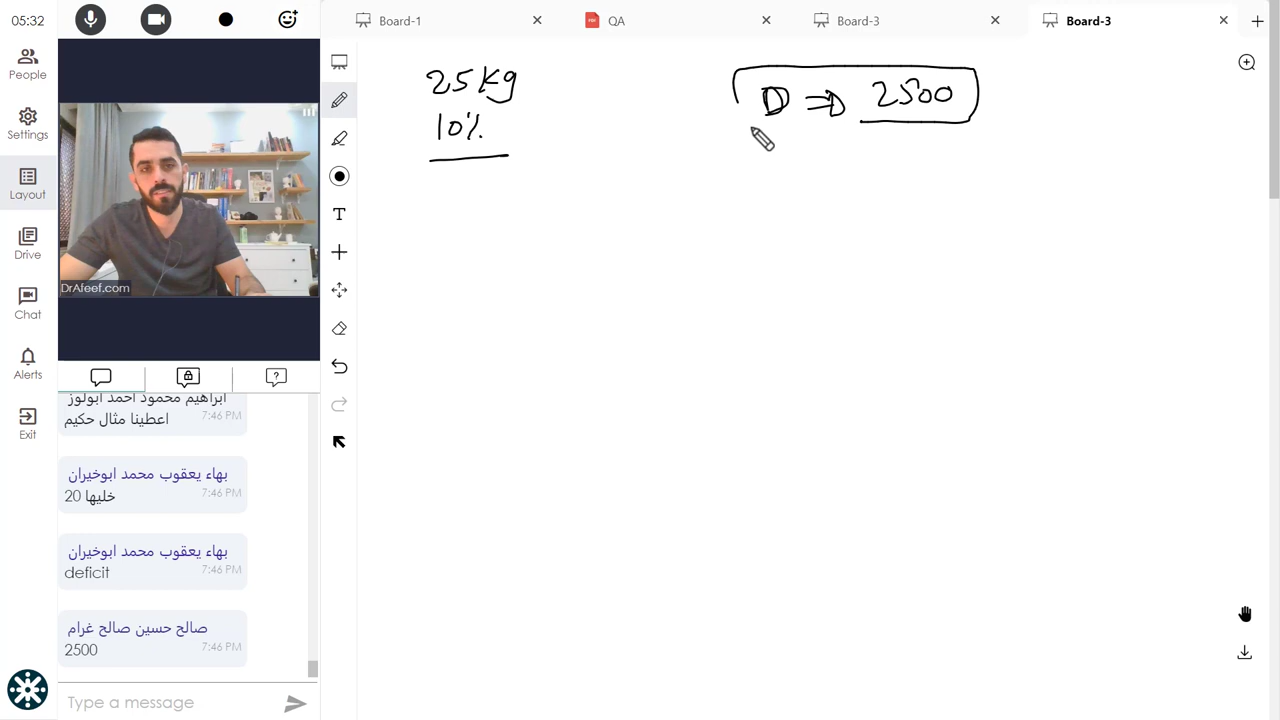 05:32
People
Settings
Layout
Drive
Chat
Alerts
Exit
DrAfeef.com
ابراهيم محمود احمد ابولوز
اعطينا مثال حكيم
7:46 PM
بهاء يعقوب محمد ابوخيران
خليها 20
7:46 PM
بهاء يعقوب محمد ابوخيران
deficit
7:46 PM
صالح حسين صالح غرام
2500
7:46 PM
Type a message
Board-1
QA
Board-3
Board-3
T
25 kg
10%
D ⇒ D 2500